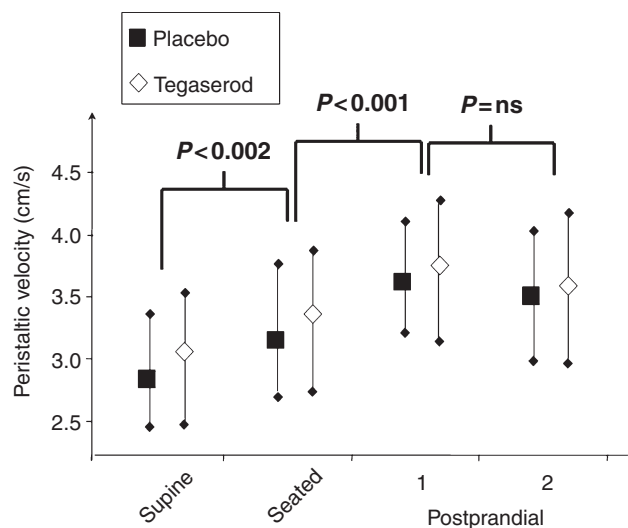 Placebo
Tegaserod
P<0.001
P=ns
P<0.002
Peristaltic velocity (cm/s)
4.5
4.0
3.5
3.0
2.5
Supine
Seated
1
2
Postprandial